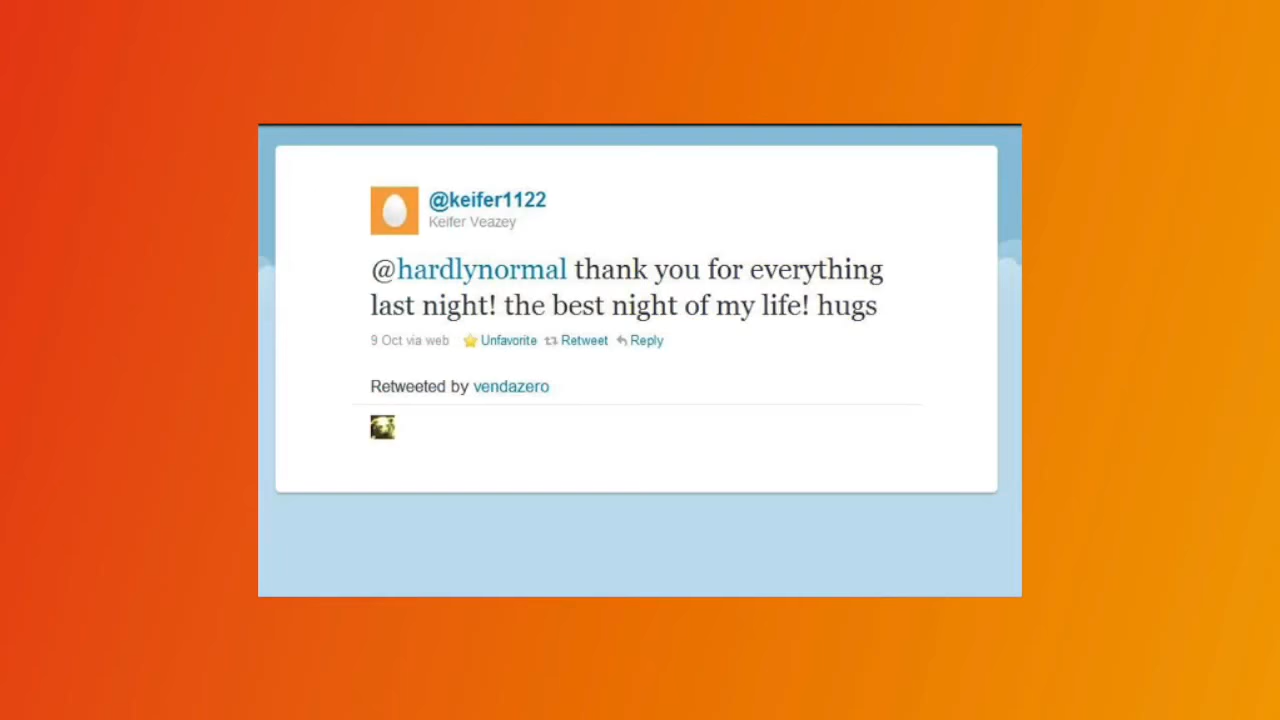 @keifer1122
Keifer Veazey
@hardlynormal thank you for everything
last night! the best night of my life! hugs
9 Oct via web Unfavorite Retweet Reply
Retweeted by vendazero